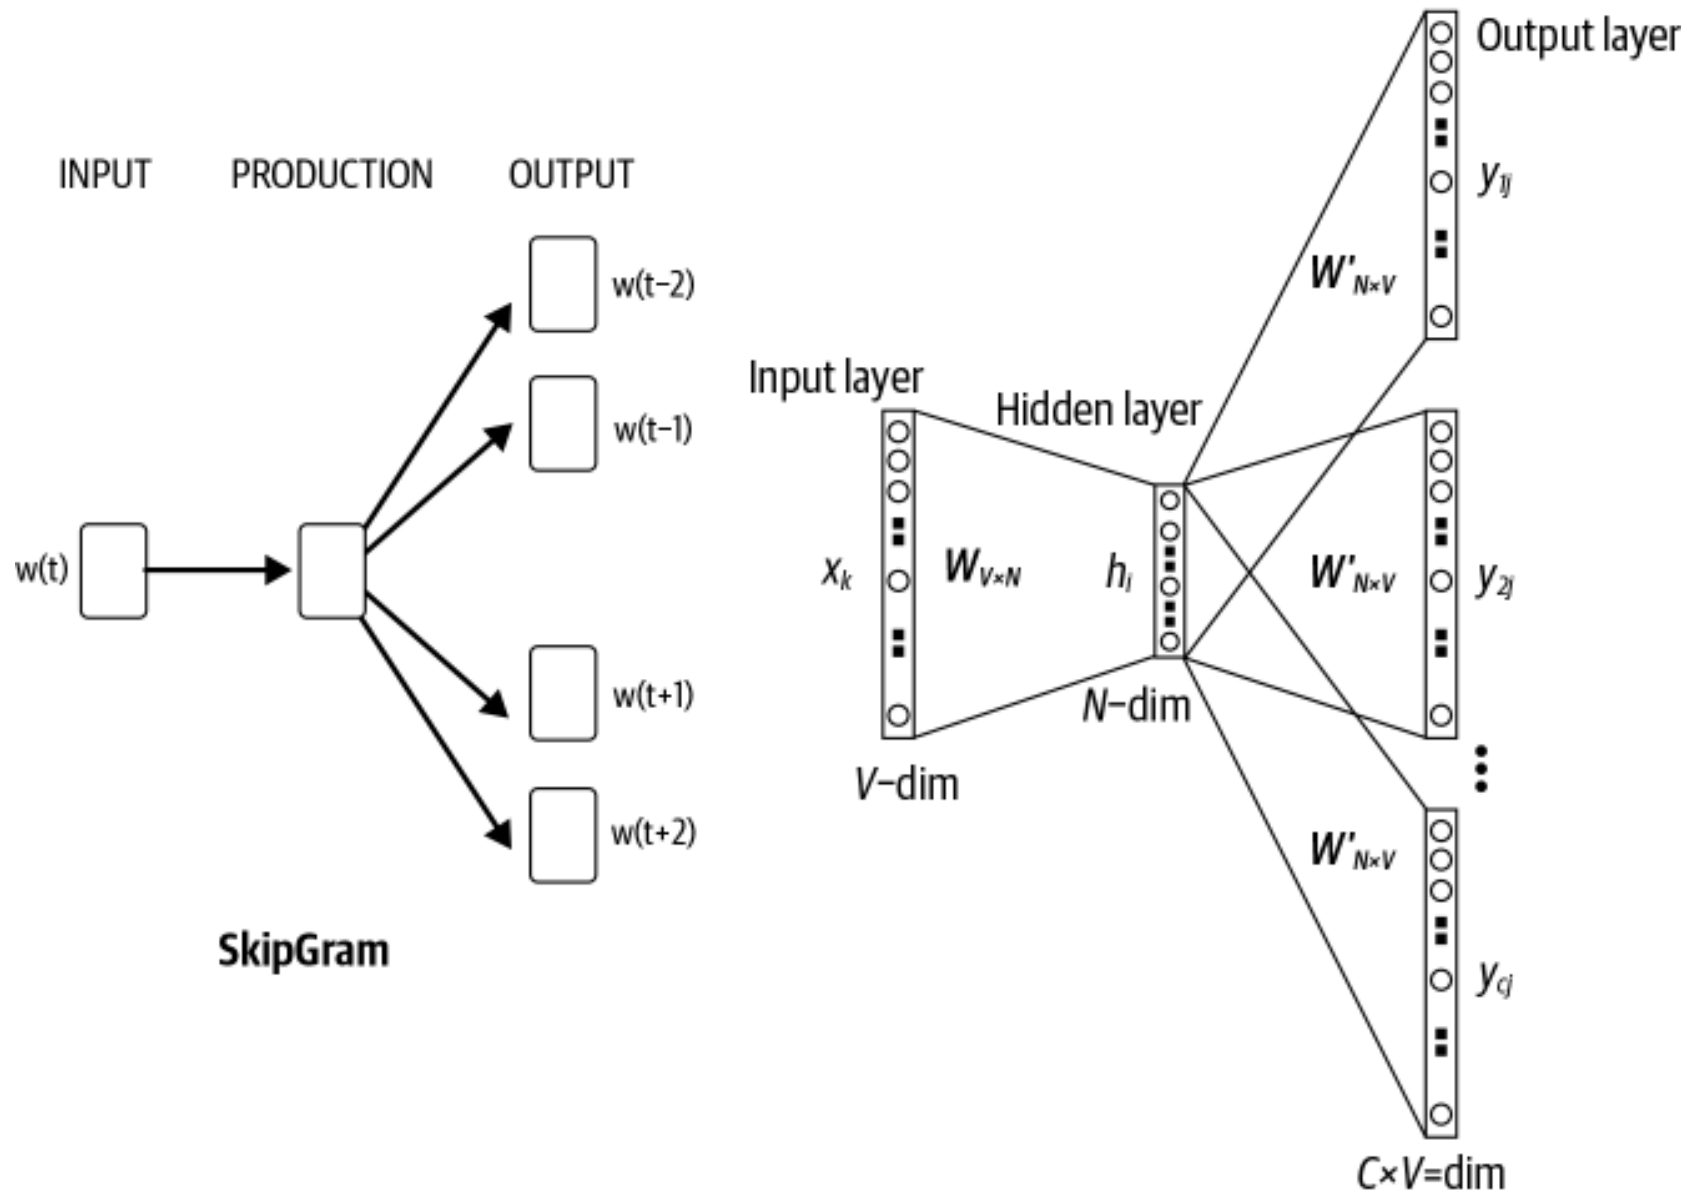 INPUT PRODUCTION OUTPUT
w(t−2)
w(t−1)
w(t)
w(t+1)
w(t+2)
SkipGram
Output layer
y1j
W'N×V
Input layer
Hidden layer
xk
WV×N
hi
W'N×V
y2j
N−dim
V−dim
W'N×V
ycj
C×V=dim